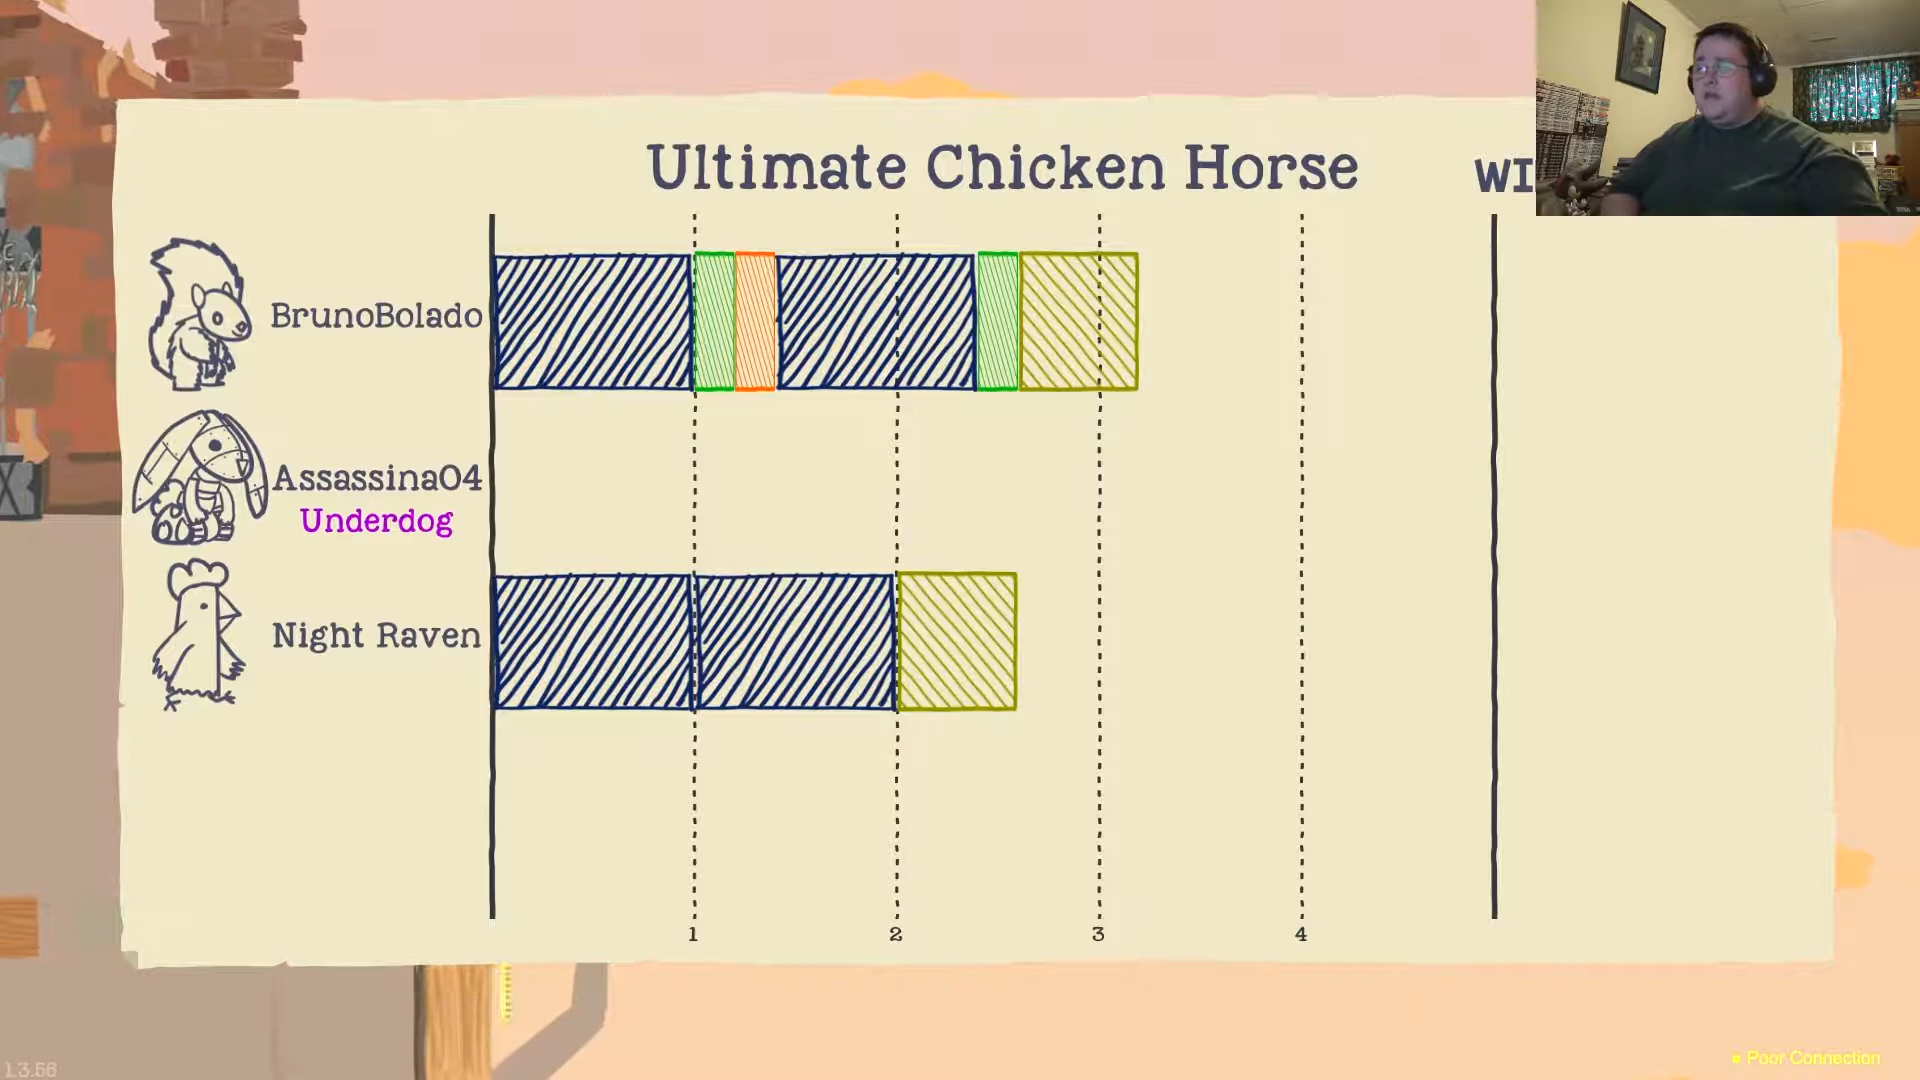 Ultimate Chicken Horse
WI
BrunoBolado
Assassina04
Underdog
Night Raven
1 2 3 4
1.3.56
Poor Connection